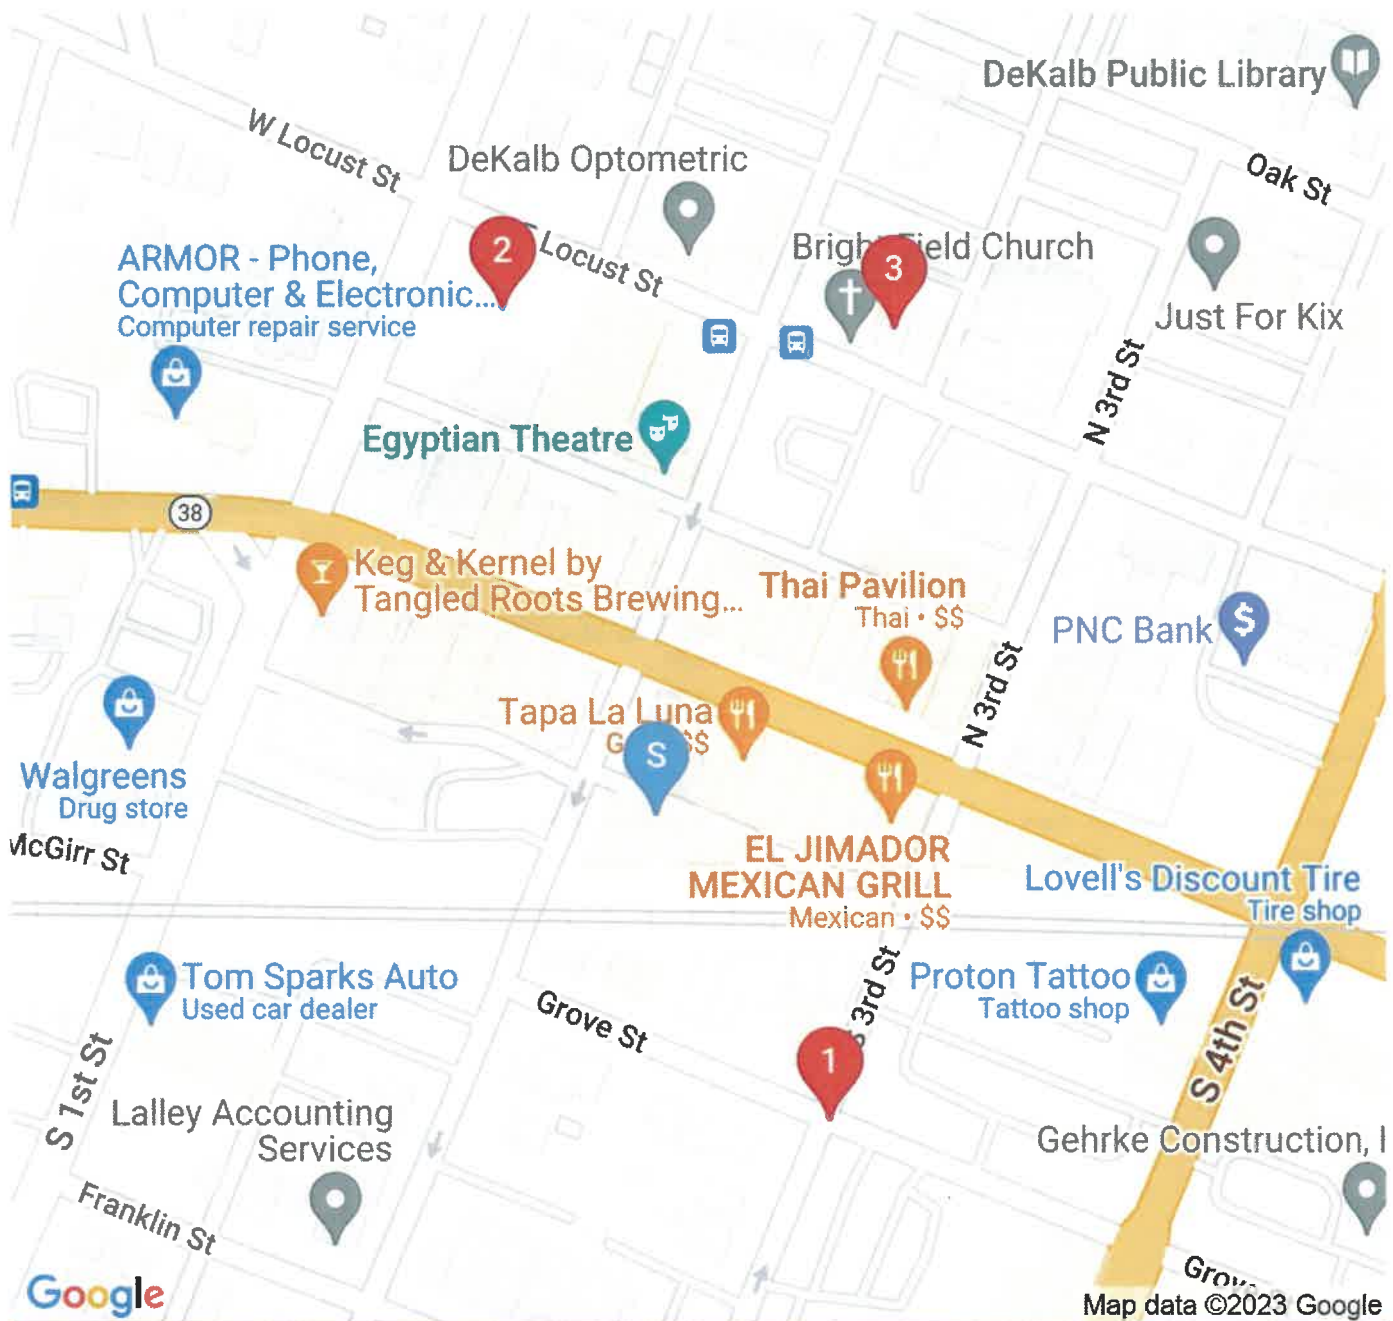 DeKalb Public Library
W Locust St
DeKalb Optometric
Oak St
2
Locust St
Bright Field Church
3
ARMOR - Phone,
Computer & Electronic...
Computer repair service
Just For Kix
N 3rd St
Egyptian Theatre
38
Keg & Kernel by
Tangled Roots Brewing...
Thai Pavilion
Thai • $$
PNC Bank
$
N 3rd St
Tapa La Luna
G $$
S
Walgreens
Drug store
McGirr St
EL JIMADOR
MEXICAN GRILL
Mexican • $$
Lovell's Discount Tire
Tire shop
Tom Sparks Auto
Used car dealer
Grove St
S 3rd St
Proton Tattoo
Tattoo shop
S 4th St
1
S 1st St
Lalley Accounting
Services
Gehrke Construction, I
Franklin St
Google
Map data ©2023 Google